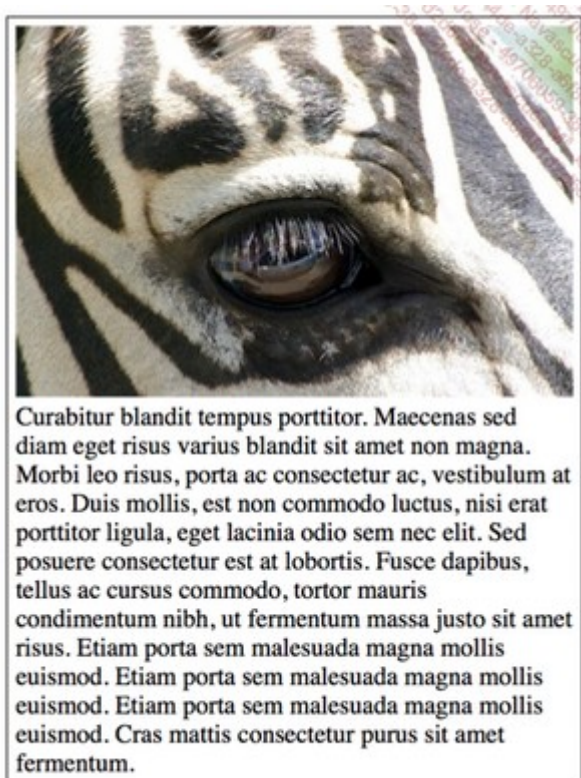 Curabitur blandit tempus porttitor. Maecenas sed
diam eget risus varius blandit sit amet non magna.
Morbi leo risus, porta ac consectetur ac, vestibulum at
eros. Duis mollis, est non commodo luctus, nisi erat
porttitor ligula, eget lacinia odio sem nec elit. Sed
posuere consectetur est at lobortis. Fusce dapibus,
tellus ac cursus commodo, tortor mauris
condimentum nibh, ut fermentum massa justo sit amet
risus. Etiam porta sem malesuada magna mollis
euismod. Etiam porta sem malesuada magna mollis
euismod. Etiam porta sem malesuada magna mollis
euismod. Cras mattis consectetur purus sit amet
fermentum.